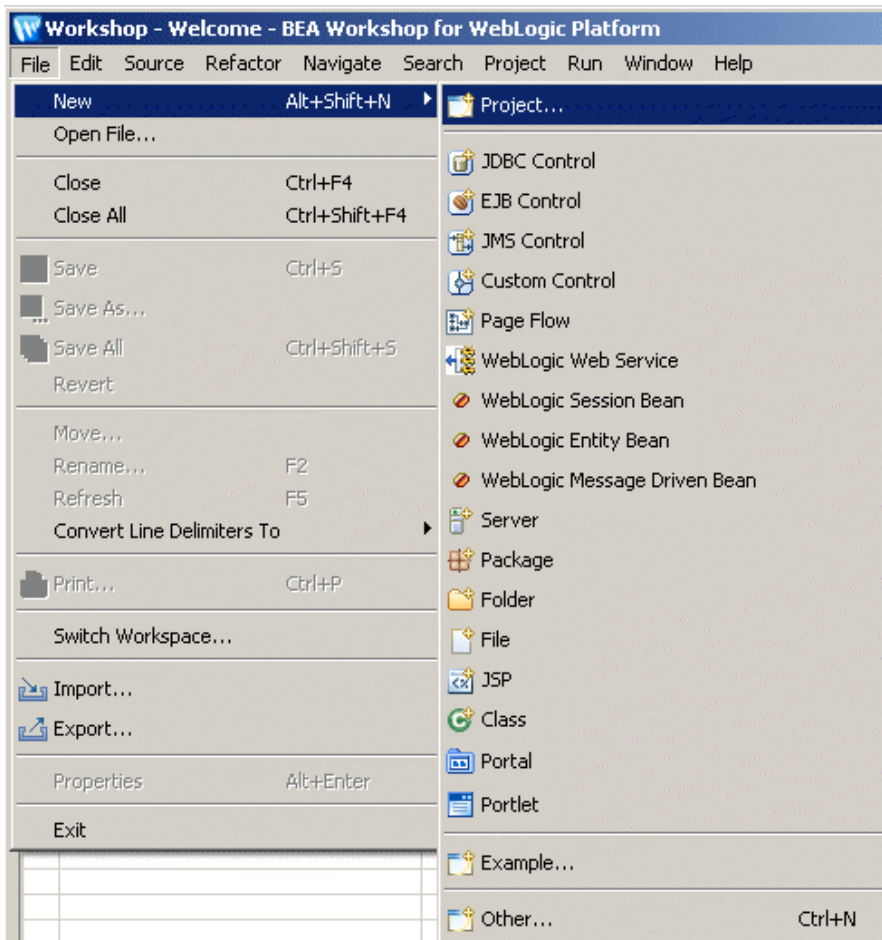 Workshop - Welcome - BEA Workshop for WebLogic Platform
File Edit Source Refactor Navigate Search Project Run Window Help
New Alt+Shift+N
Open File...
Close Ctrl+F4
Close All Ctrl+Shift+F4
Save Ctrl+S
Save As...
Save All Ctrl+Shift+S
Revert
Move...
Rename... F2
Refresh F5
Convert Line Delimiters To
Print... Ctrl+P
Switch Workspace...
Import...
Export...
Properties Alt+Enter
Exit
Project...
JDBC Control
EJB Control
JMS Control
Custom Control
Page Flow
WebLogic Web Service
WebLogic Session Bean
WebLogic Entity Bean
WebLogic Message Driven Bean
Server
Package
Folder
File
JSP
Class
Portal
Portlet
Example...
Other... Ctrl+N